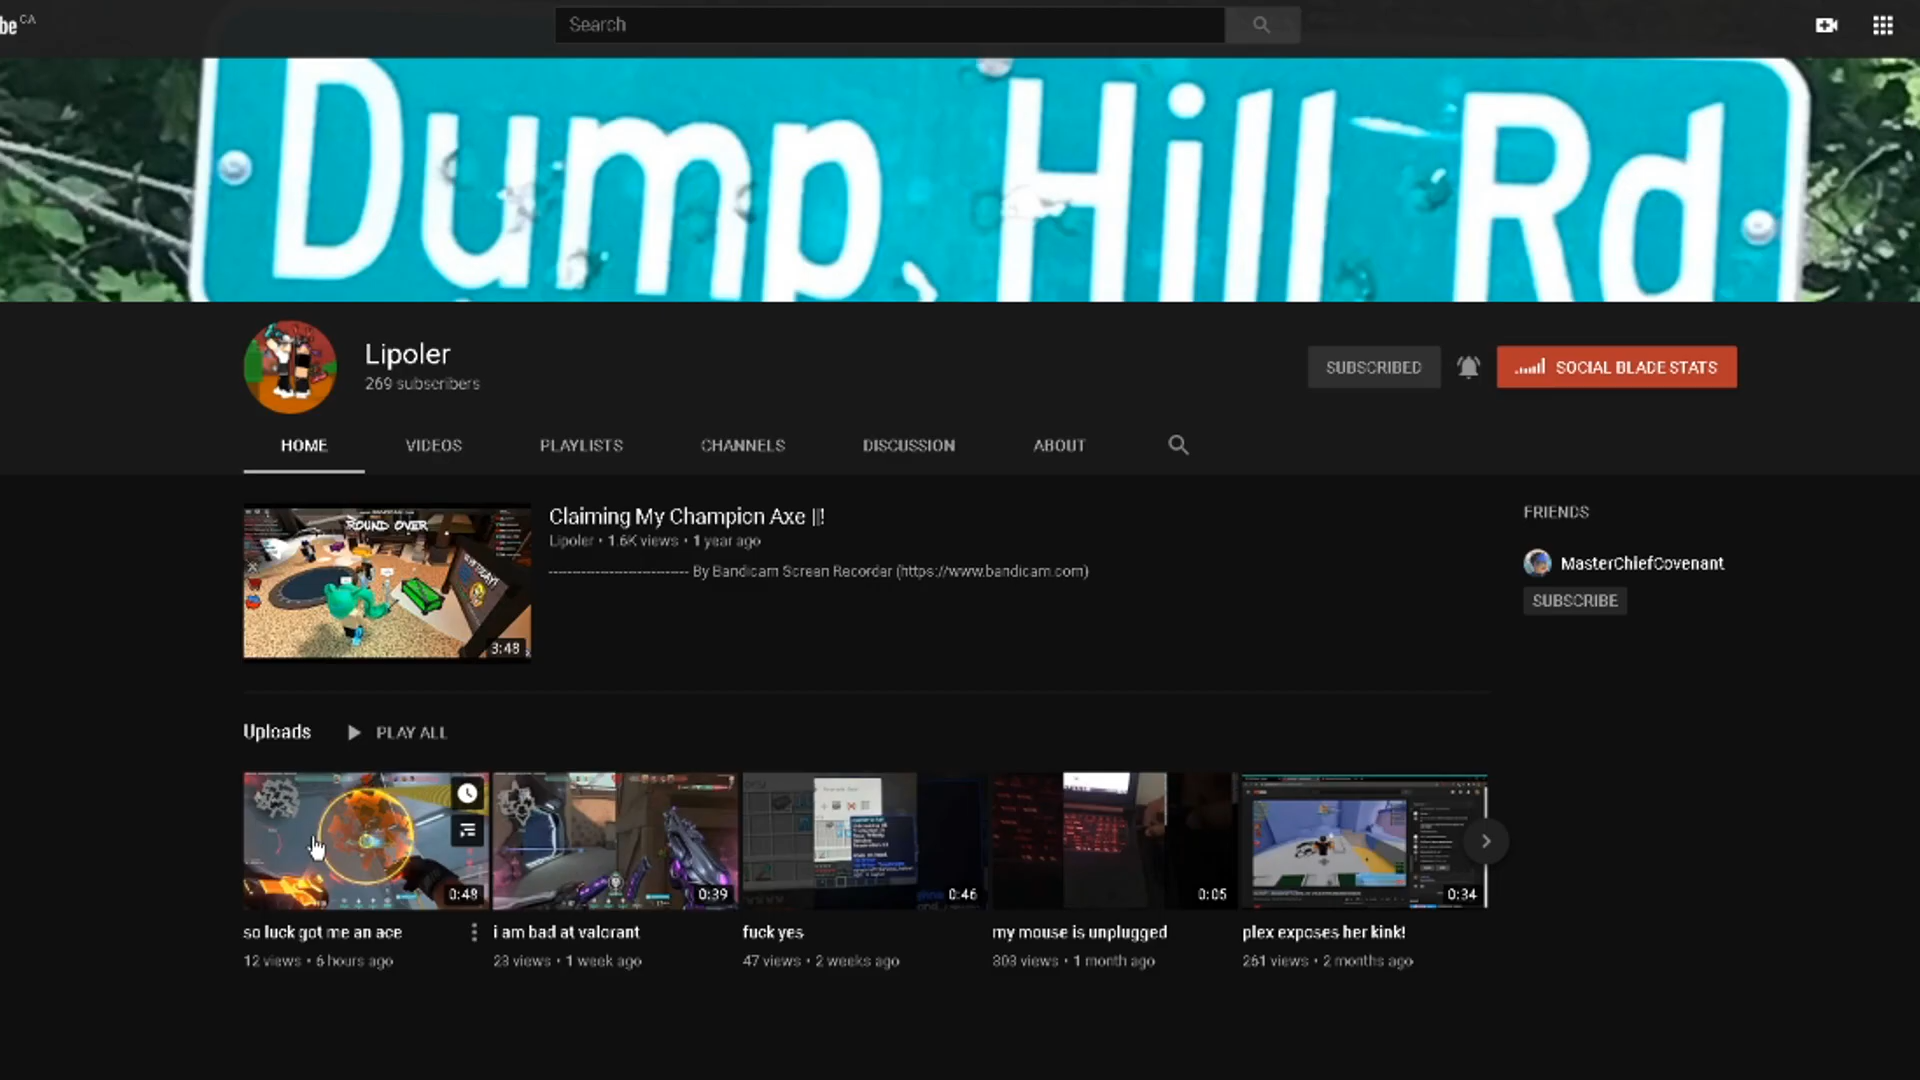 be CA
Search
Dump Hill Rd
Lipoler
269 subscribers
SUBSCRIBED
SOCIAL BLADE STATS
HOME
VIDEOS
PLAYLISTS
CHANNELS
DISCUSSION
ABOUT
ROUND OVER
3:48
Claiming My Champion Axe ||!
Lipoler • 1.6K views • 1 year ago
---------------------------- By Bandicam Screen Recorder (https://www.bandicam.com)
FRIENDS
MasterChiefCovenant
SUBSCRIBE
Uploads
PLAY ALL
0:48
0:39
0:46
0:05
0:34
so luck got me an ace
12 views • 6 hours ago
i am bad at valorant
23 views • 1 week ago
fuck yes
47 views • 2 weeks ago
my mouse is unplugged
303 views • 1 month ago
plex exposes her kink!
261 views • 2 months ago